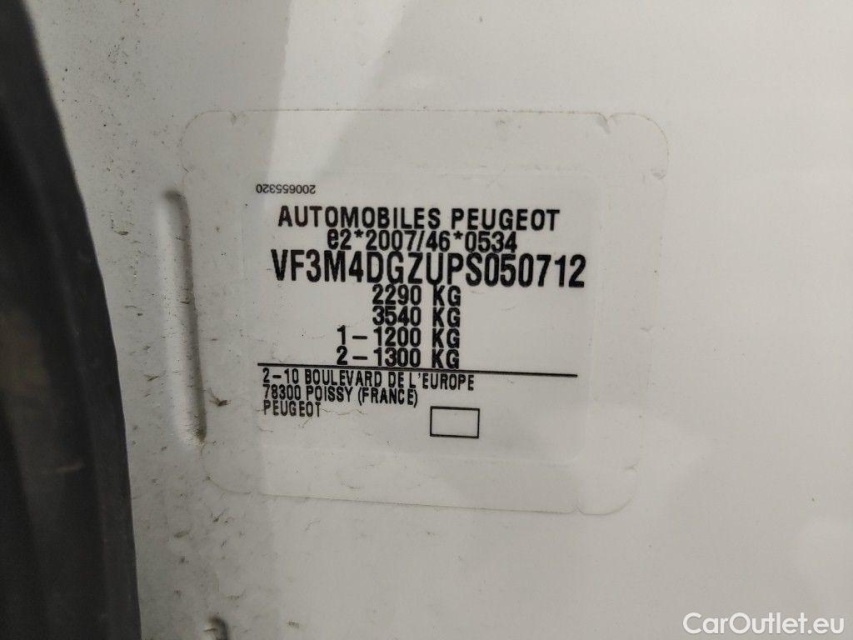 200655320
AUTOMOBILES PEUGEOT
e2*2007/46*0534
VF3M4DGZUPS050712
2290 KG
3540 KG
1-1200 KG
2-1300 KG
2-10 BOULEVARD DE L'EUROPE
78300 POISSY (FRANCE)
PEUGEOT
CarOutlet.eu